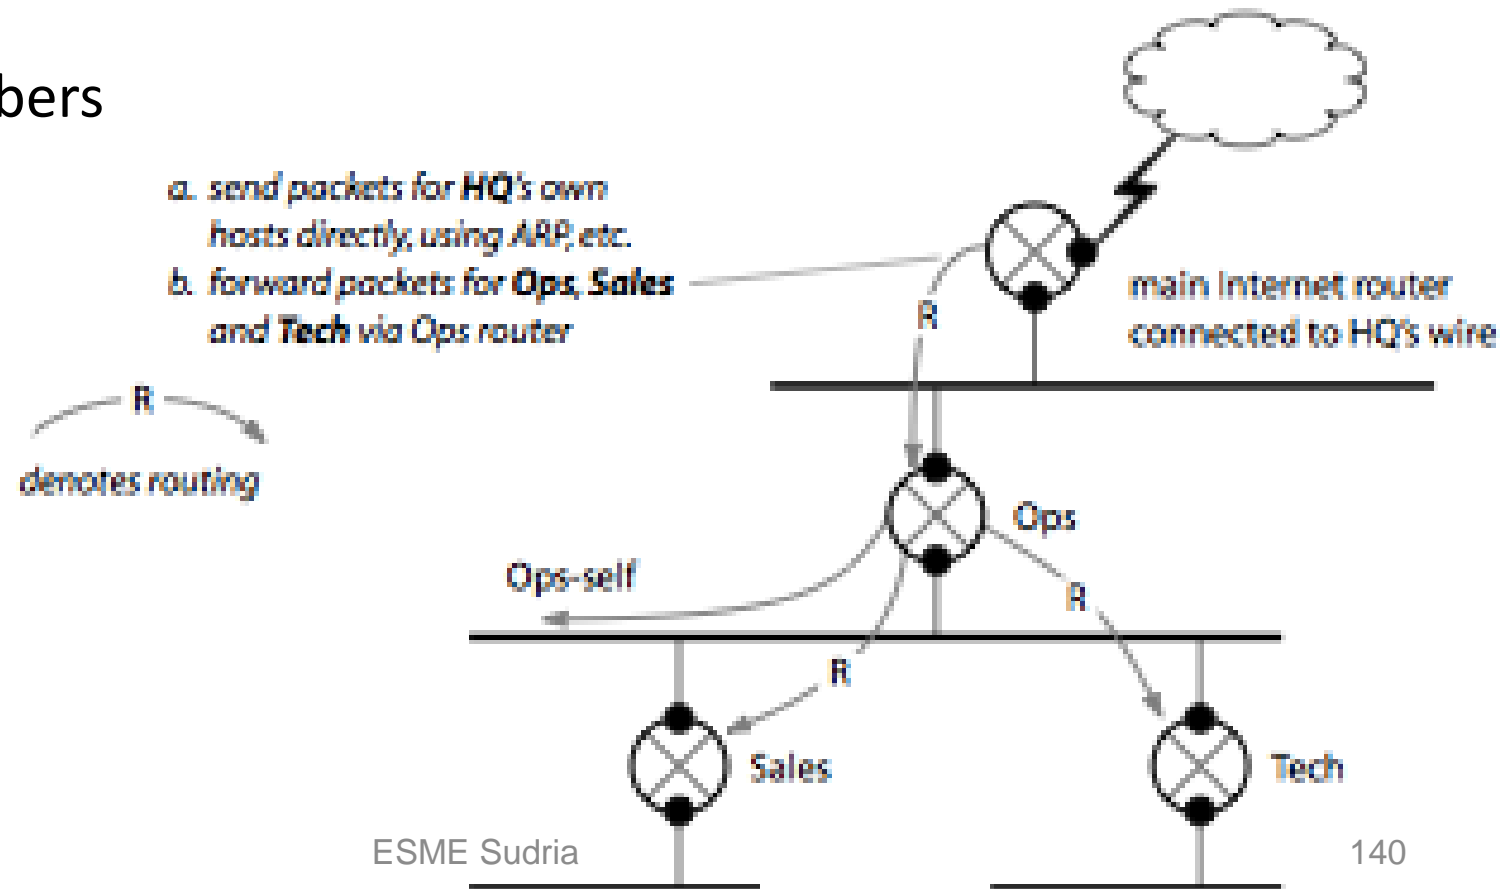 bers
a. send packets for HQ's own
hosts directly, using ARP, etc.
b. forward packets for Ops, Sales
and Tech via Ops router
R
main Internet router
connected to HQ's wire
R
denotes routing
Ops
Ops-self
R
R
Sales
Tech
ESME Sudria
140